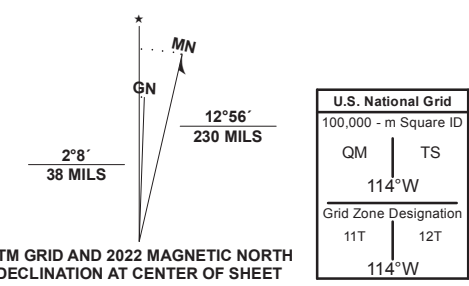 ★
MN
GN
12°56´
230 MILS
2°8´
38 MILS
TM GRID AND 2022 MAGNETIC NORTH
DECLINATION AT CENTER OF SHEET
U.S. National Grid
100,000 - m Square ID
QM TS
114°W
Grid Zone Designation
11T 12T
114°W